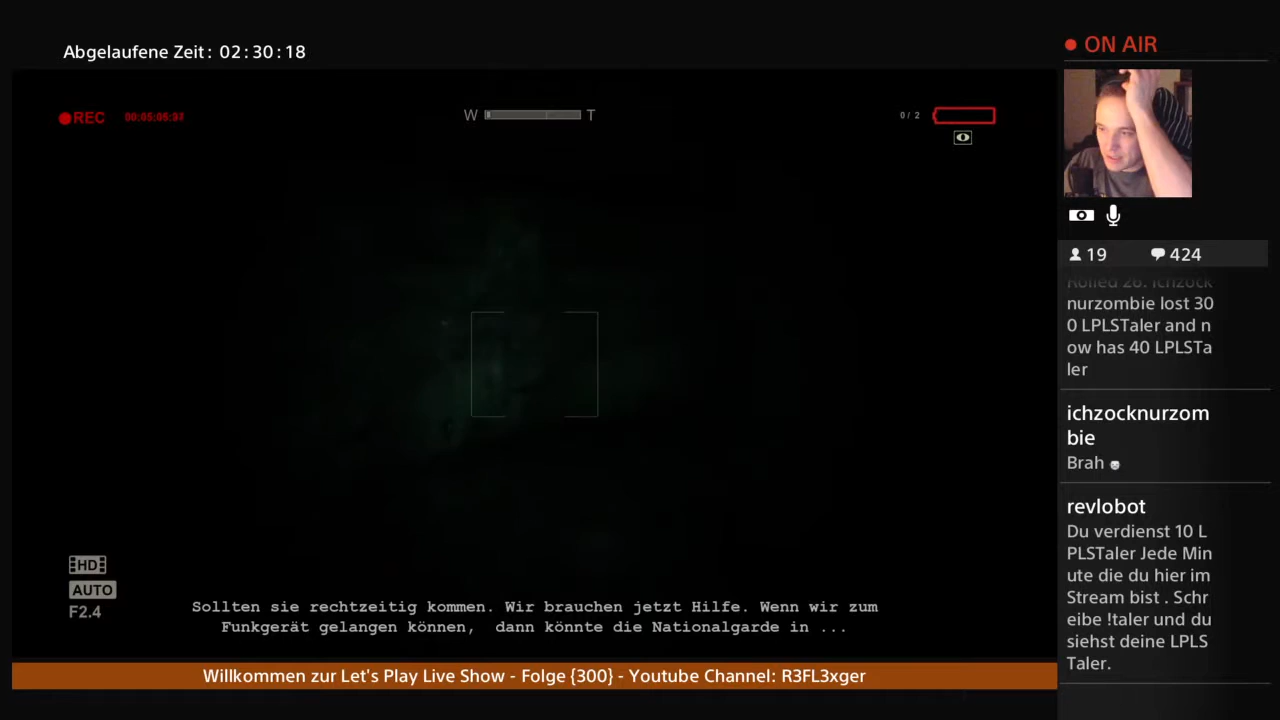 Abgelaufene Zeit: 02:30:18
ON AIR
REC
W
T
0/2
19
424
nurzombie lost 30
0 LPLSTaler and n
ow has 40 LPLSTa
ler
ichzocknurzom
bie
Brah
revlobot
Du verdienst 10 L
PLSTaler Jede Min
ute die du hier im
Stream bist . Schr
eibe !taler und du
siehst deine LPLS
Taler.
HD
AUTO
F2.4
Sollten sie rechtzeitig kommen. Wir brauchen jetzt Hilfe. Wenn wir zum
Funkgerät gelangen können, dann könnte die Nationalgarde in ...
Willkommen zur Let's Play Live Show - Folge {300} - Youtube Channel: R3FL3xger